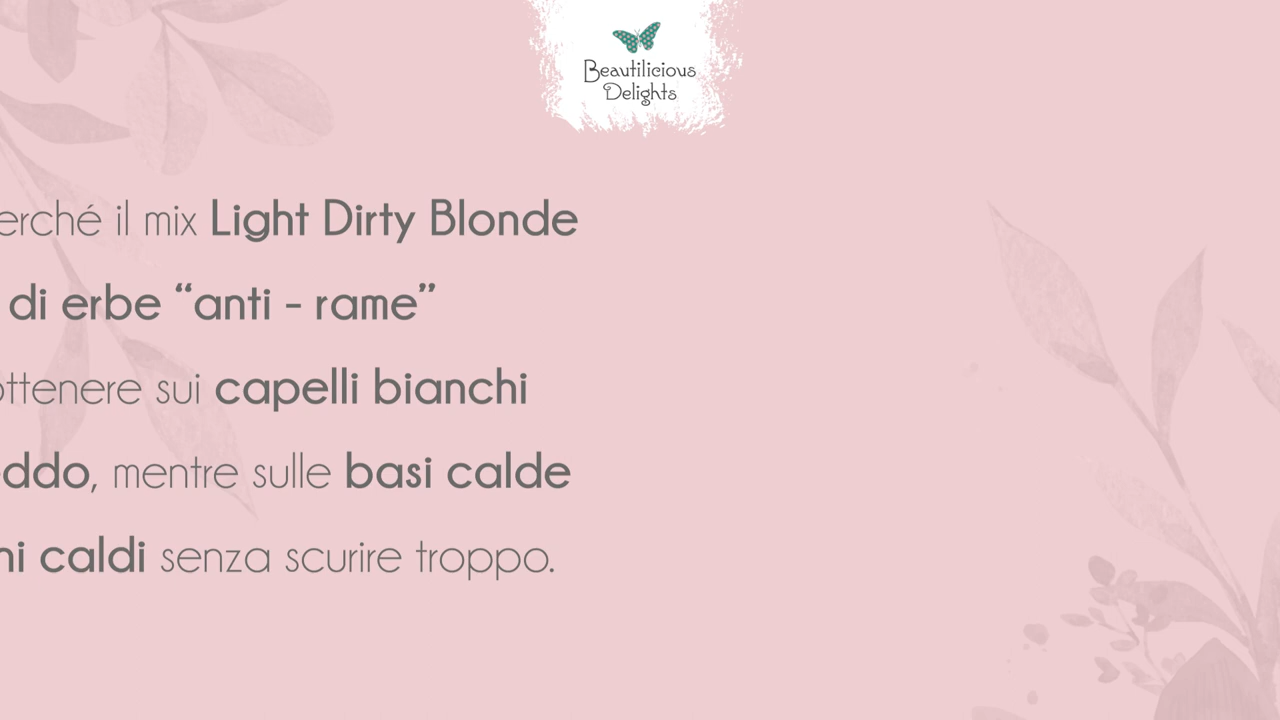 Beautilicious
Delights
erché il mix Light Dirty Blonde
di erbe “anti - rame”
ottenere sui capelli bianchi
eddo, mentre sulle basi calde
ni caldi senza scurire troppo.